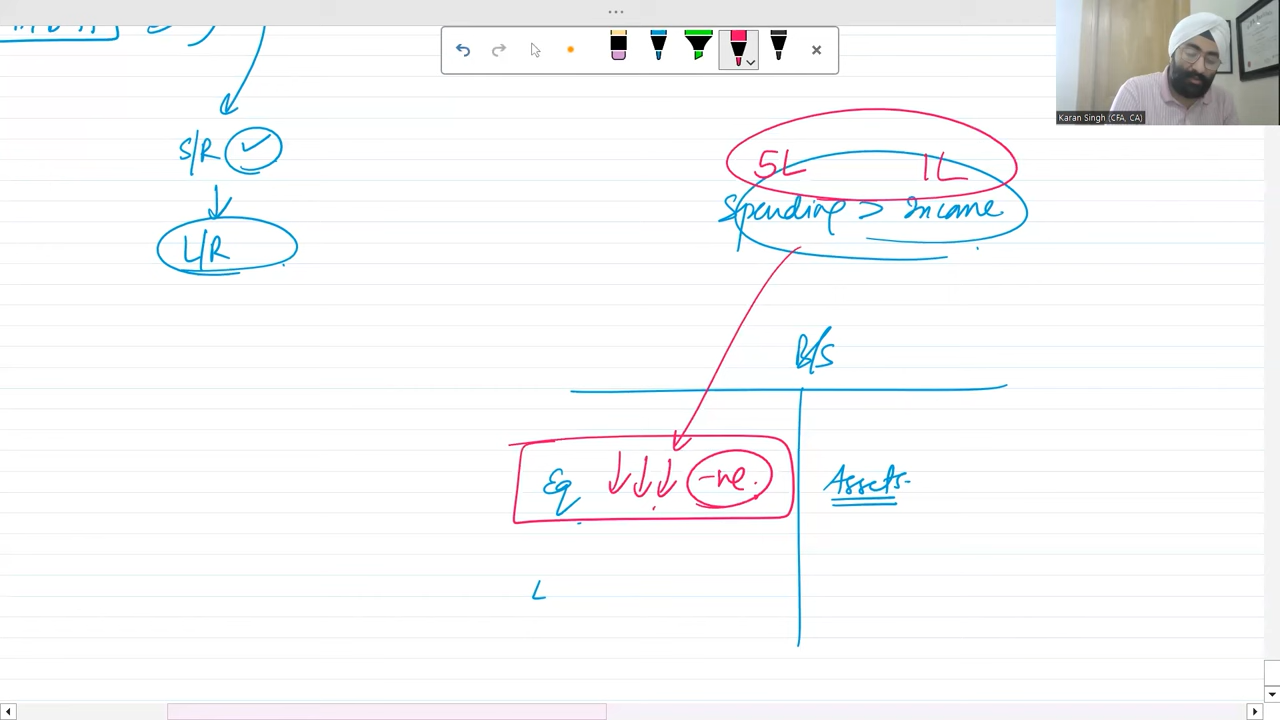 Karan Singh (CFA, CA)
S/R
L/R
5L 1L
Spending > Income
B/S
Eq -ve.
Assets-
L